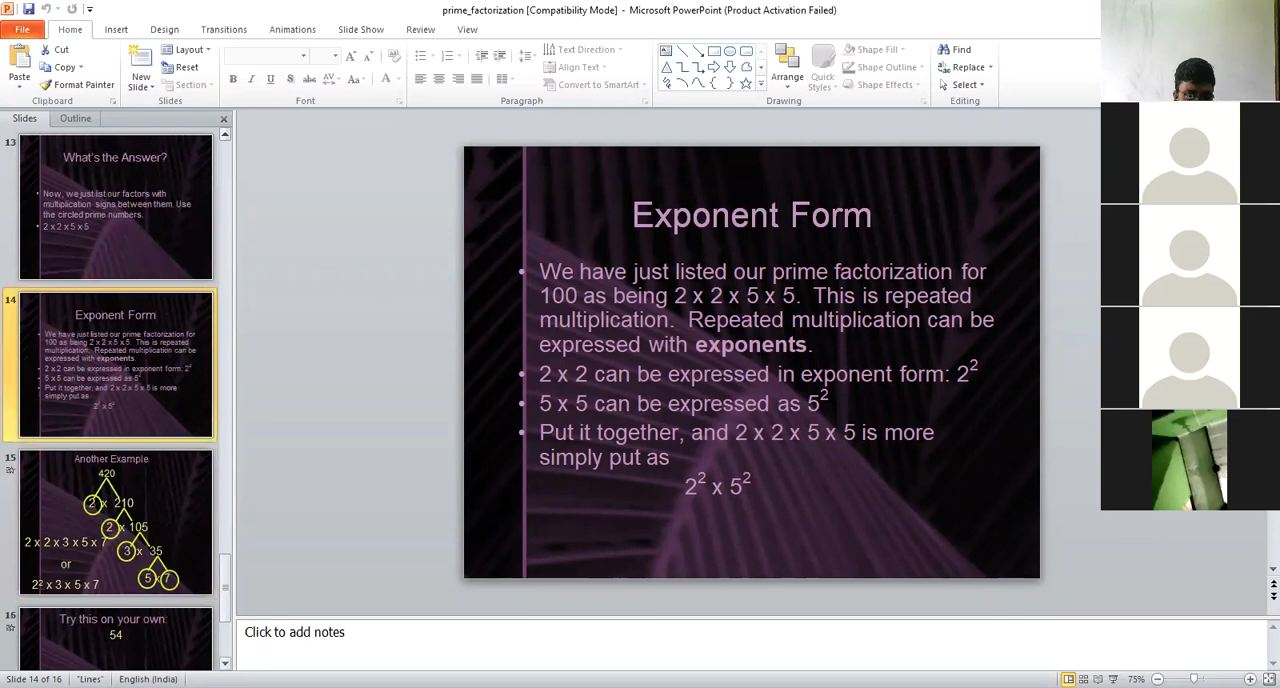 prime_factorization [Compatibility Mode] - Microsoft PowerPoint (Product Activation Failed)
File Home Insert Design Transitions Animations Slide Show Review View
Paste
Cut
Copy
Format Painter
Clipboard
New Slide
Layout
Reset
Section
Slides
Font
Text Direction
Align Text
Convert to SmartArt
Paragraph
Arrange
Quick Styles
Shape Fill
Shape Outline
Shape Effects
Drawing
Find
Replace
Select
Editing
Slides Outline
13
What's the Answer?
• Now, we just list our factors with
multiplication signs between them. Use
the circled prime numbers.
• 2 x 2 x 5 x 5
14
Exponent Form
• We have just listed our prime factorization for
100 as being 2 x 2 x 5 x 5. This is repeated
multiplication. Repeated multiplication can be
expressed with exponents.
• 2 x 2 can be expressed in exponent form: 2²
• 5 x 5 can be expressed as 5²
• Put it together, and 2 x 2 x 5 x 5 is more
simply put as
2² x 5²
15
Another Example
420
2 x 210
2 x 105
3 x 35
5 x 7
2 x 2 x 3 x 5 x 7
or
2² x 3 x 5 x 7
16
Try this on your own:
54
Exponent Form
• We have just listed our prime factorization for
100 as being 2 x 2 x 5 x 5. This is repeated
multiplication. Repeated multiplication can be
expressed with exponents.
• 2 x 2 can be expressed in exponent form: 2²
• 5 x 5 can be expressed as 5²
• Put it together, and 2 x 2 x 5 x 5 is more
simply put as
2² x 5²
Click to add notes
Slide 14 of 16 "Lines" English (India) 75%